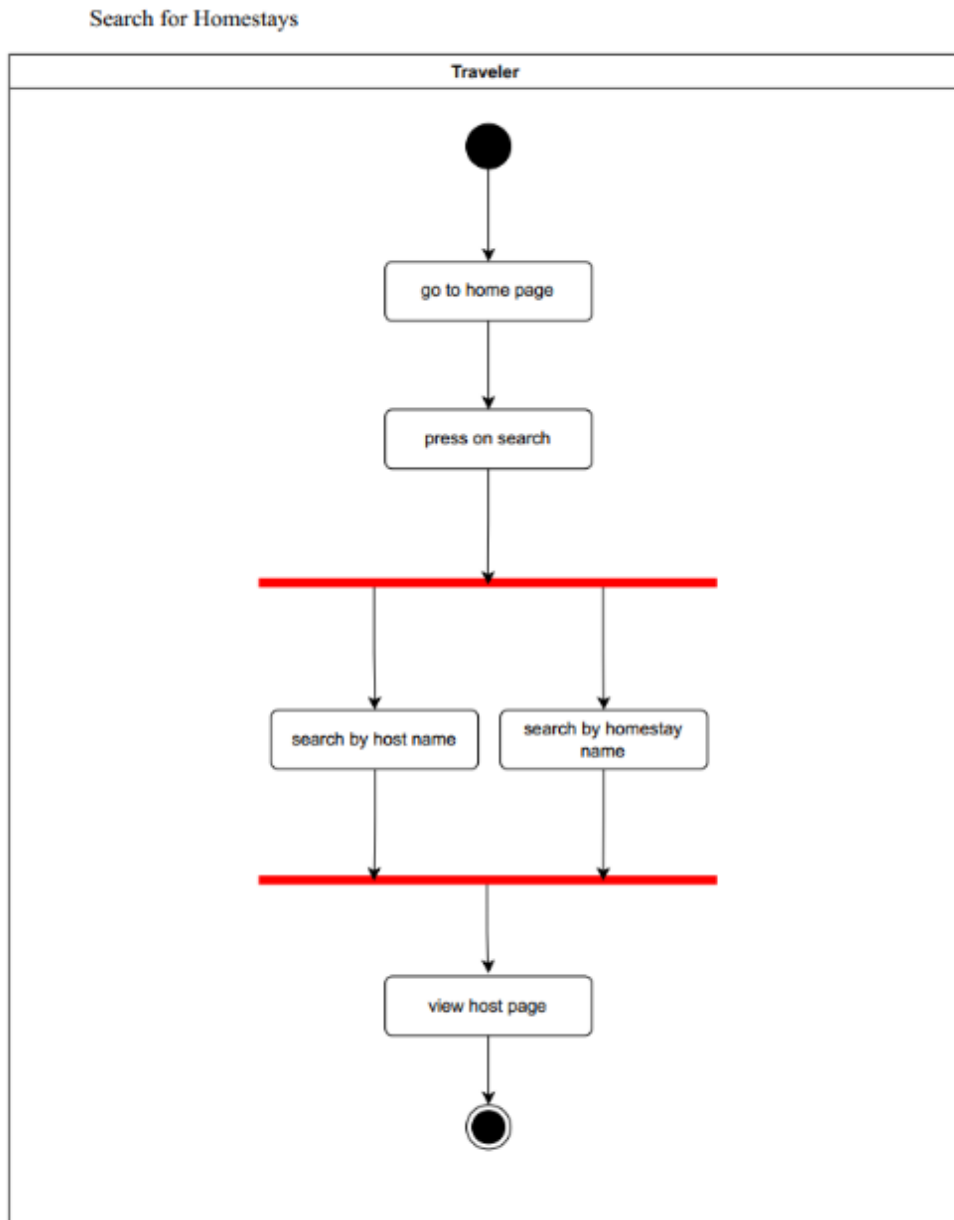 Search for Homestays
Traveler
go to home page
press on search
search by host name
search by homestay
name
view host page